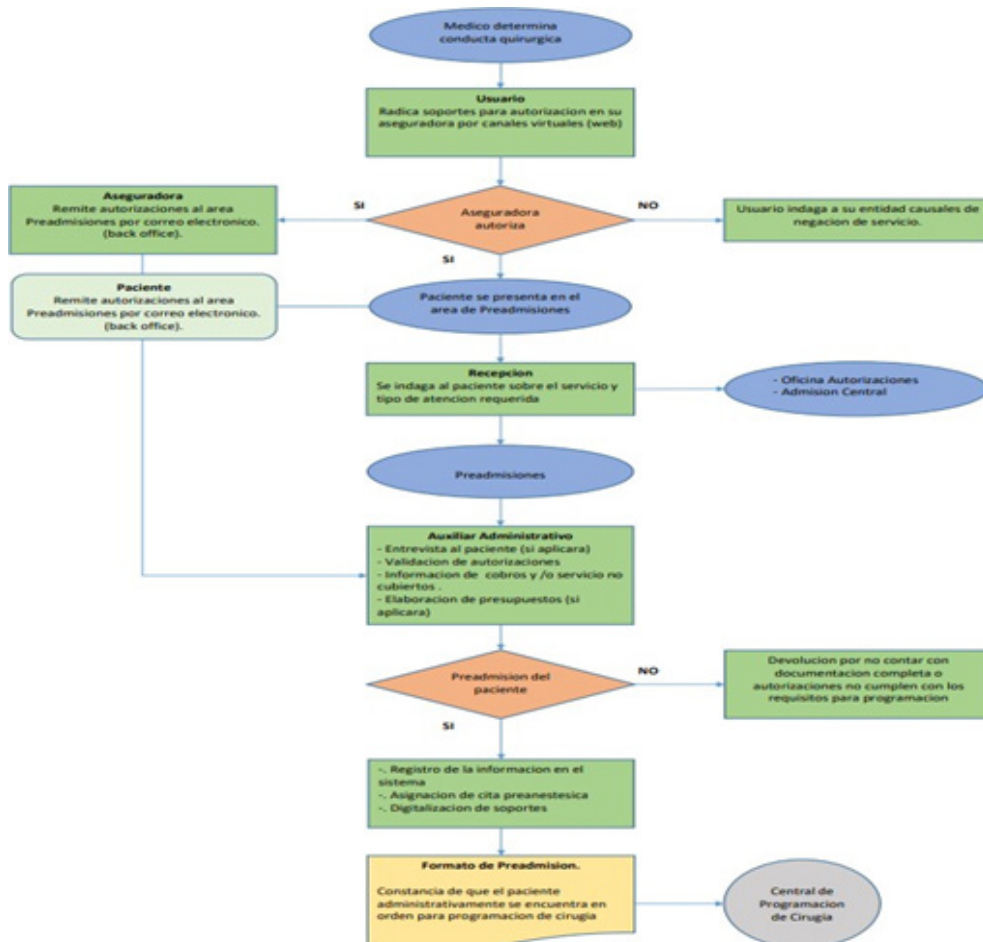 Medico determina
conducta quirurgica
Usuario
Radica soportes para autorizacion en su
aseguradora por canales virtuales (web)
Aseguradora
Remite autorizaciones al area
Preadmisiones por correo electronico.
(back office).
SI
Aseguradora
autoriza
NO
Usuario indaga a su entidad causales de
negacion de servicio.
SI
Paciente
Remite autorizaciones al area
Preadmisiones por correo electronico.
(back office).
Paciente se presenta en el
area de Preadmisiones
Recepcion
Se indaga al paciente sobre el servicio y
tipo de atencion requerida
- Oficina Autorizaciones
- Admision Central
Preadmisiones
Auxiliar Administrativo
- Entrevista al paciente (si aplicara)
- Validacion de autorizaciones
- Informacion de cobros y /o servicio no
cubiertos .
- Elaboracion de presupuestos (si
aplicara)
Preadmision del
paciente
NO
Devolucion por no contar con
documentacion completa o
autorizaciones no cumplen con los
requisitos para programacion
SI
-. Registro de la informacion en el
sistema
-. Asignacion de cita preanestesica
-. Digitalizacion de soportes
Formato de Preadmision.
Constancia de que el paciente
administrativamente se encuentra en
orden para programacion de cirugia
Central de
Programacion
de Cirugia